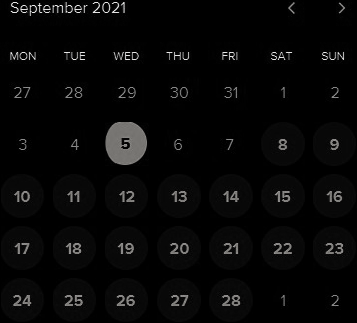 September 2021
MON TUE WED THU FRI SAT SUN
27 28 29 30 31 1 2
3 4 5 6 7 8 9
10 11 12 13 14 15 16
17 18 19 20 21 22 23
24 25 26 27 28 1 2